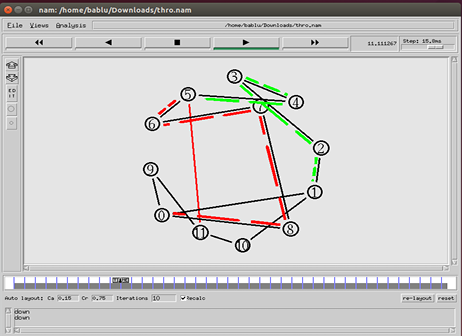 nam: /home/bablu/Downloads/thro.nam
File Views Analysis /home/bablu/Downloads/thro.nam
11.111267 Step: 15.8ms
3
5 4
7
6
2
9
1
0
11 8
10
Auto layout: Ca 0.15 Cr 0.75 Iterations 10 Recalc re-layout reset
down
down